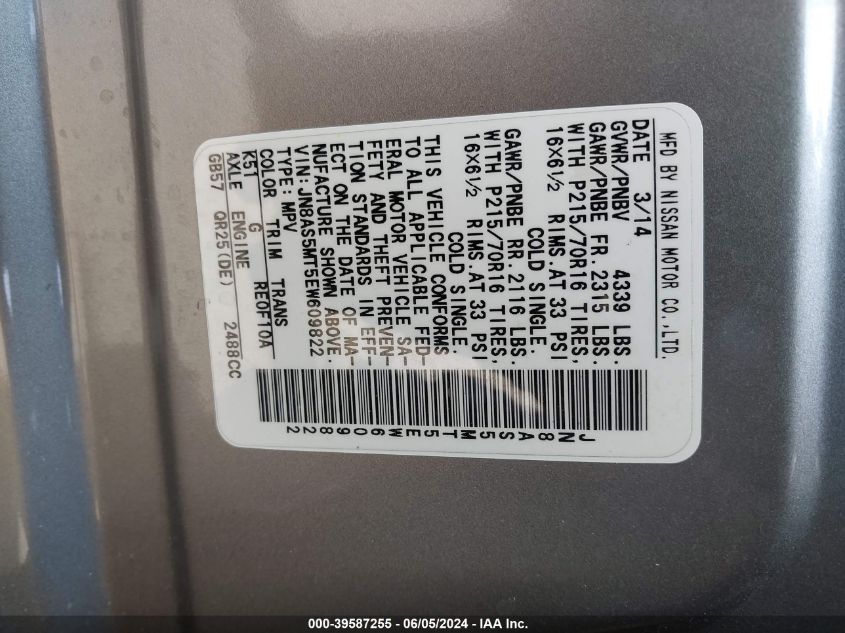 MFD BY NISSAN MOTOR CO.,LTD.
DATE 3/14
GVWR/PNBV 4339 LBS.
GAWR/PNBE FR. 2315 LBS.
WITH P215/70R16 TIRES,
16X6½ RIMS.AT 33 PSI
COLD SINGLE.
GAWR/PNBE RR. 2116 LBS.
WITH P215/70R16 TIRES,
16X6½ RIMS.AT 33 PSI
COLD SINGLE.
THIS VEHICLE CONFORMS
TO ALL APPLICABLE FED-
ERAL MOTOR VEHICLE SA-
FETY AND THEFT PREVEN-
TION STANDARDS IN EFF-
ECT ON THE DATE OF MA-
NUFACTURE SHOWN ABOVE.
VIN:JN8AS5MT5EW609822
TYPE:MPV
COLOR TRIM TRANS
K51 G RE0F10A
AXLE ENGINE
GB57 QR25(DE) 2488CC
JN8AS5MT5EW609822
000-39587255 - 06/05/2024 - IAAI Inc.